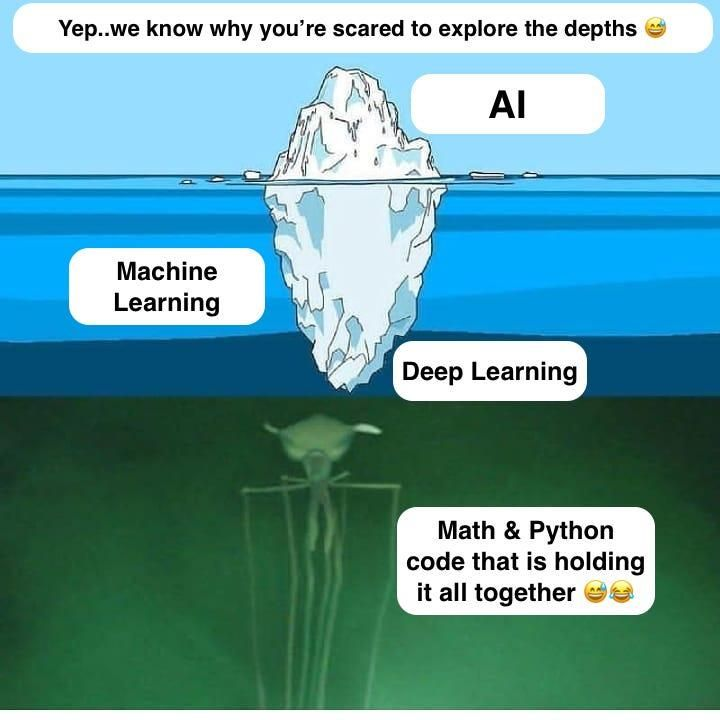 Yep..we know why you’re scared to explore the depths 😅
AI
Machine
Learning
Deep Learning
Math & Python
code that is holding
it all together 😅😂